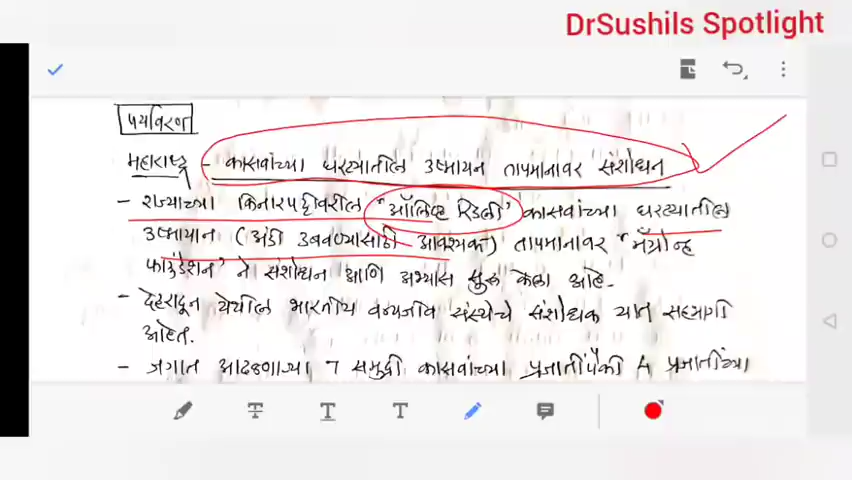 DrSushils Spotlight
पर्यावरण
महाराष्ट्र - कासवांच्या घरट्यातील उष्मायन तापमानावर संशोधन
- राज्याच्या किनारपट्टीवरील "ऑलिव्ह रिडली" कासवांच्या घरट्यातील
उष्मायन (अंडी उबवण्यासाठी आवश्यक) तापमानावर "मँग्रोव्ह
फाउंडेशन" ने संशोधन आणि अभ्यास सुरू केला आहे.
- देहरादून येथील भारतीय वन्यजीव संस्थेचे संशोधक यात सहभागी
आहेत.
- जगात आढळणाऱ्या 7 समुद्री कासवांच्या प्रजातींपैकी 4 प्रजातींच्या